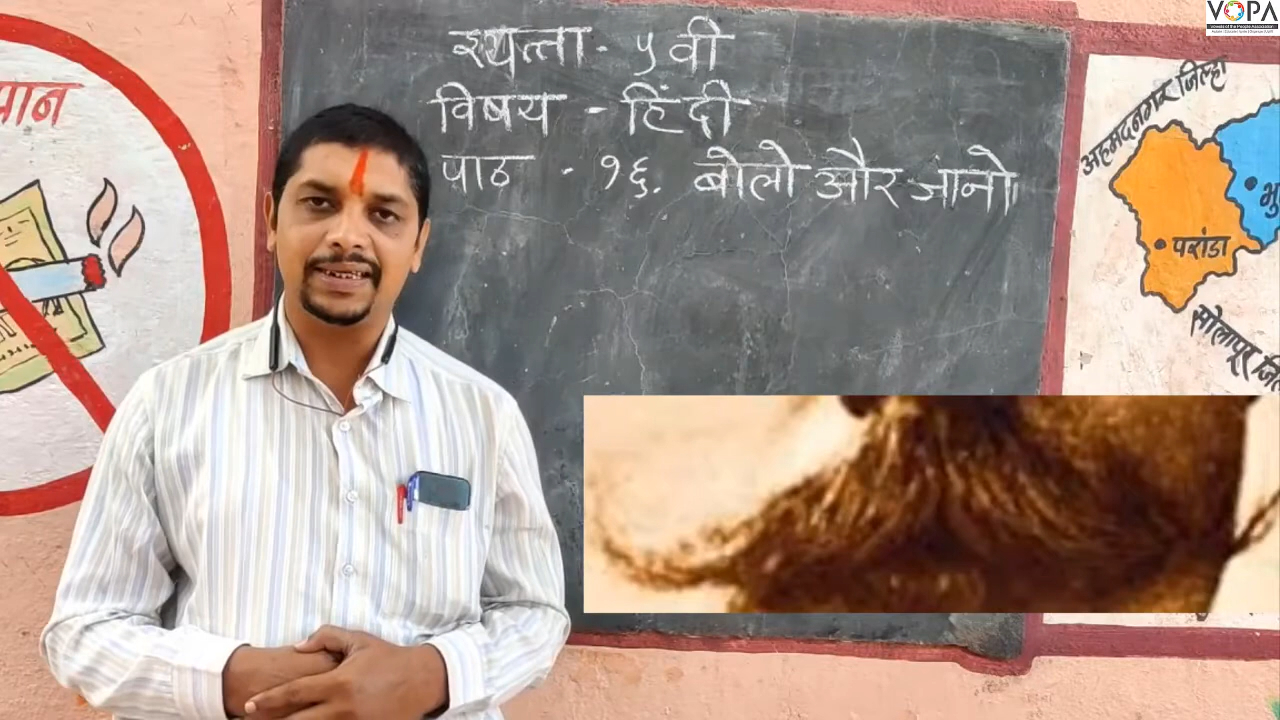 इयत्ता - ५ वी
विषय - हिंदी
पाठ - १६. बोलो और जानो
पान
अहमदनगर जिल्हा
परांडा
भु
सोलापूर जि
VOPA